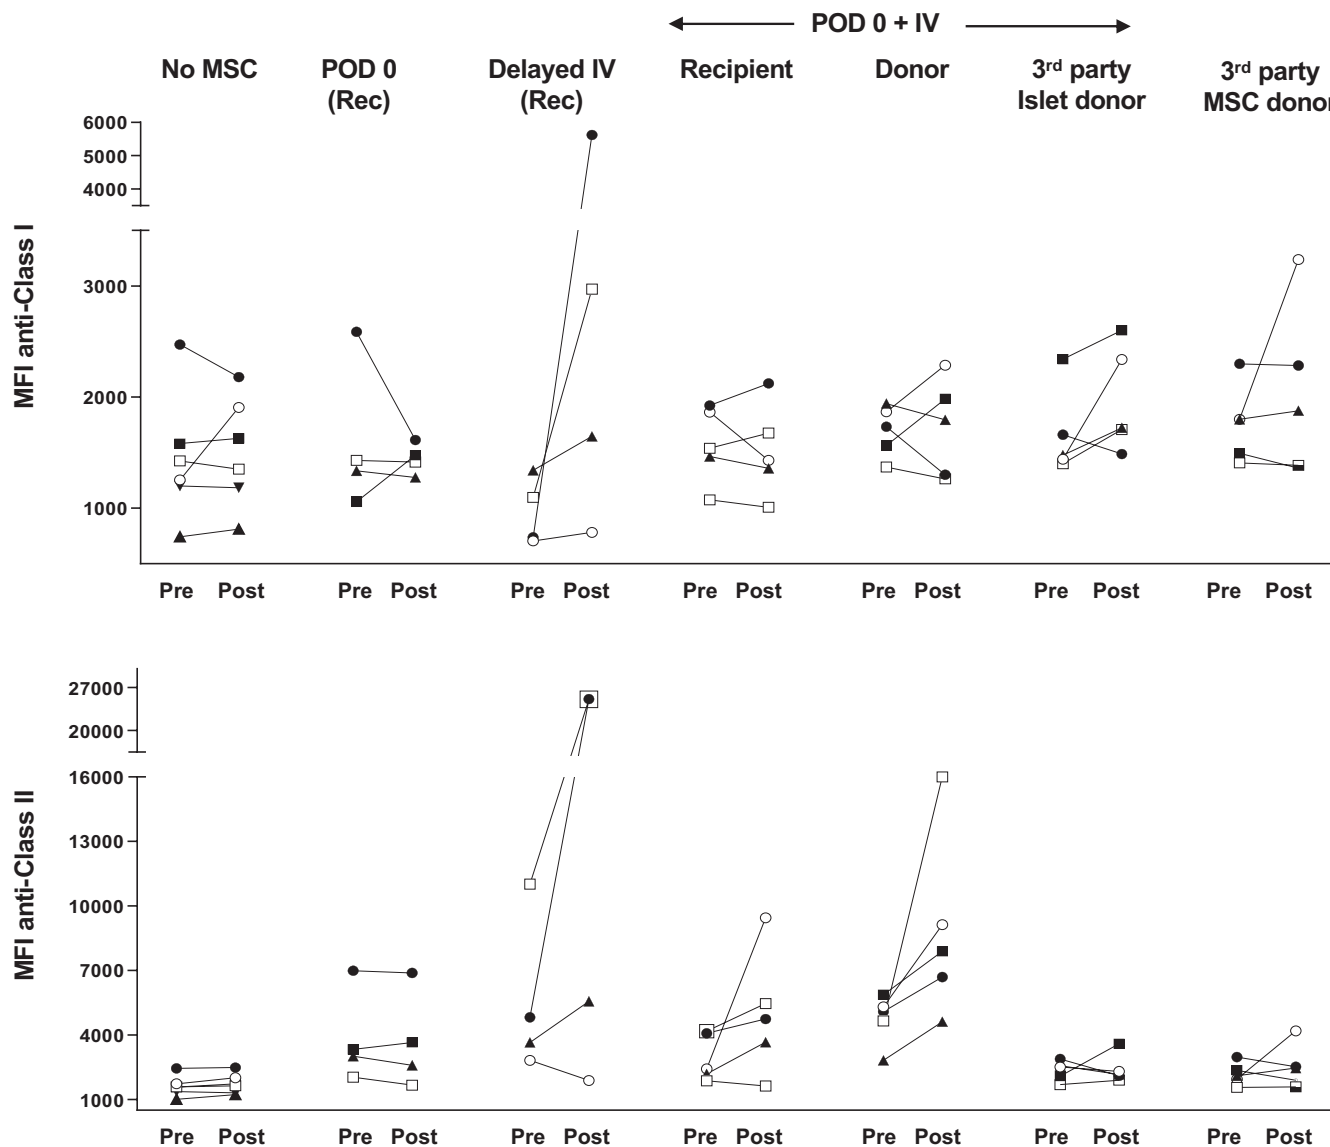 POD 0 + IV
No MSC POD 0 Delayed IV Recipient Donor 3rd party 3rd party
(Rec) (Rec) Islet donor MSC donor
MFI anti-Class I
6000
5000
4000
3000
2000
1000
Pre Post Pre Post Pre Post Pre Post Pre Post Pre Post Pre Post
MFI anti-Class II
27000
20000
16000
13000
10000
7000
4000
1000
Pre Post Pre Post Pre Post Pre Post Pre Post Pre Post Pre Post